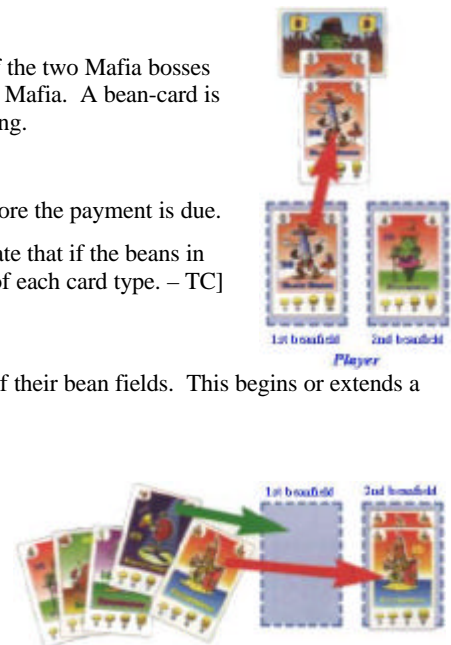 f the two Mafia bosses
Mafia. A bean-card is
ng.
ore the payment is due.
ate that if the beans in
of each card type. – TC]
1st beanfield 2nd beanfield
Player
f their bean fields. This begins or extends a
1st beanfield 2nd beanfield